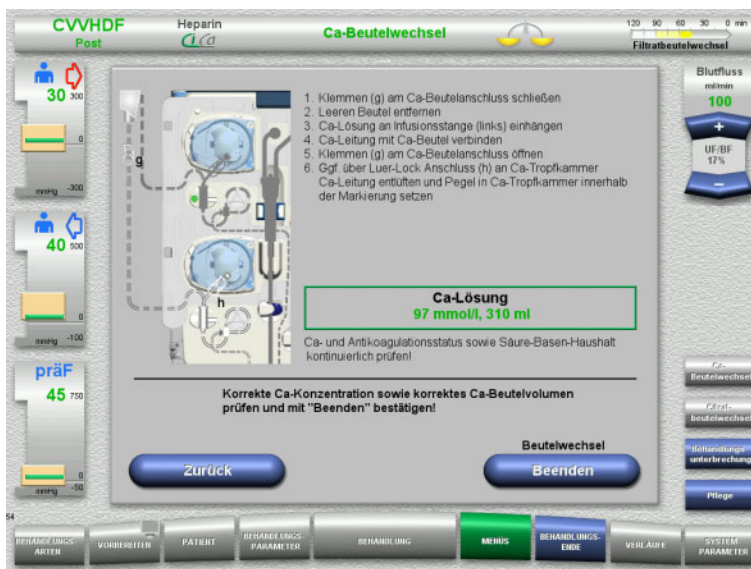 CVVHDF
Post
Heparin
CiCa
Ca-Beutelwechsel
120 90 60 30 0 min
Filtratbeutelwechsel
30 300
0
mmHg -300
40 500
0
mmHg -100
präF
45 750
0
mmHg -50
g
h
1. Klemmen (g) am Ca-Beutelanschluss schließen
2. Leeren Beutel entfernen
3. Ca-Lösung an Infusionsstange (links) einhängen
4. Ca-Leitung mit Ca-Beutel verbinden
5. Klemmen (g) am Ca-Beutelanschluss öffnen
6. Ggf. über Luer-Lock Anschluss (h) an Ca-Tropfkammer
Ca-Leitung entlüften und Pegel in Ca-Tropfkammer innerhalb
der Markierung setzen
Ca-Lösung
97 mmol/l, 310 ml
Ca- und Antikoagulationsstatus sowie Säure-Basen-Haushalt
kontinuierlich prüfen!
Korrekte Ca-Konzentration sowie korrektes Ca-Beutelvolumen
prüfen und mit "Beenden" bestätigen!
Zurück
Beutelwechsel
Beenden
Blutfluss
ml/min
100
+
UF/BF
17%
−
Ca-
Beutelwechsel
Citrat-
beutelwechsel
Behandlungs-
unterbrechung
Pflege
54
BEHANDLUNGS-
ARTEN
VORBEREITEN
PATIENT
BEHANDLUNGS-
PARAMETER
BEHANDLUNG
MENÜS
BEHANDLUNGS-
ENDE
VERLÄUFE
SYSTEM
PARAMETER